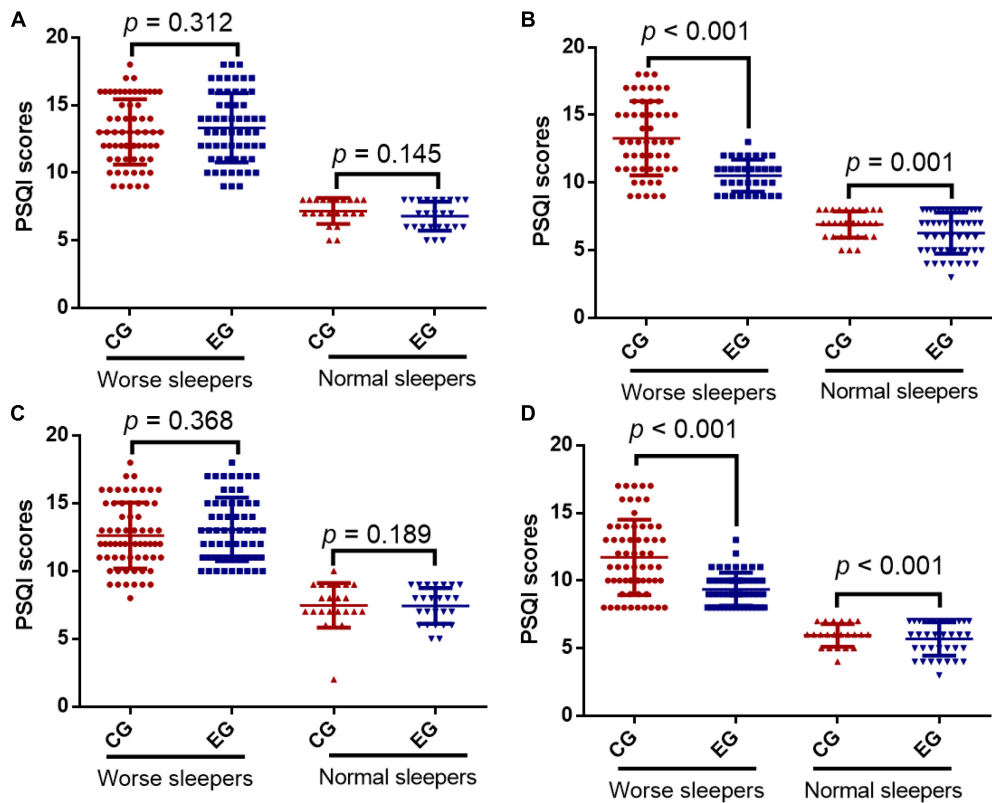 A
p = 0.312
20
15
10
5
0
PSQI scores
p = 0.145
CG
EG
CG
EG
Worse sleepers
Normal sleepers
B
p < 0.001
20
15
10
5
0
PSQI scores
p = 0.001
CG
EG
CG
EG
Worse sleepers
Normal sleepers
C
p = 0.368
20
15
10
5
0
PSQI scores
p = 0.189
CG
EG
CG
EG
Worse sleepers
Normal sleepers
D
p < 0.001
20
15
10
5
0
PSQI scores
p < 0.001
CG
EG
CG
EG
Worse sleepers
Normal sleepers